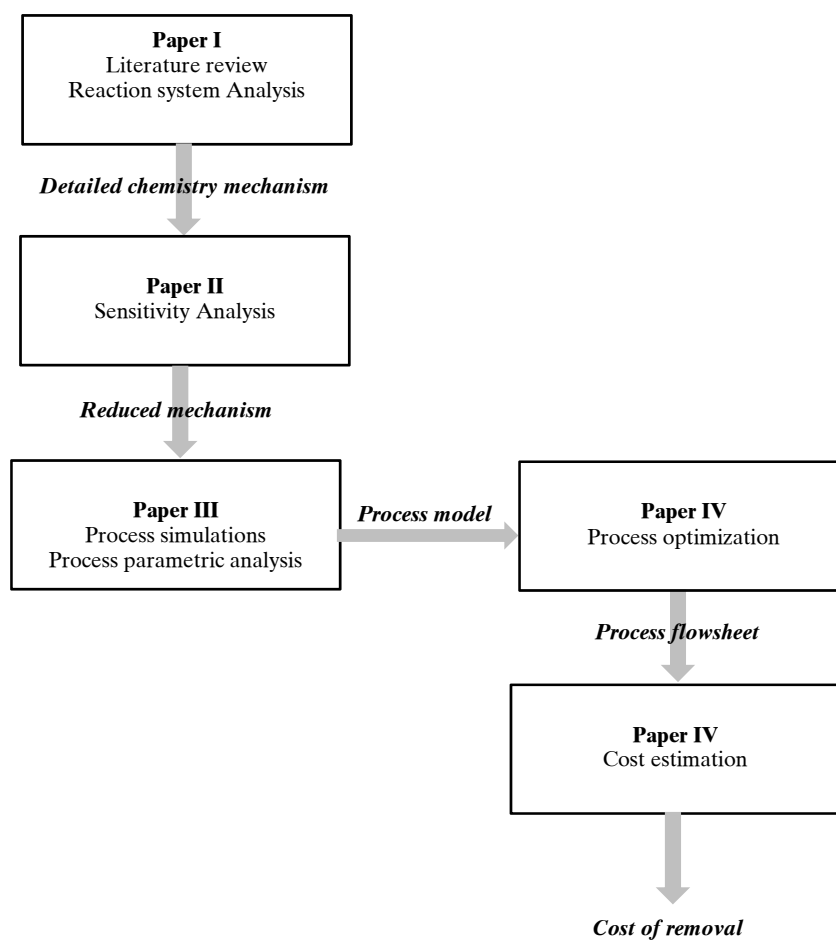 Paper I
Literature review
Reaction system Analysis
Detailed chemistry mechanism
Paper II
Sensitivity Analysis
Reduced mechanism
Paper III
Process simulations
Process parametric analysis
Process model
Paper IV
Process optimization
Process flowsheet
Paper IV
Cost estimation
Cost of removal